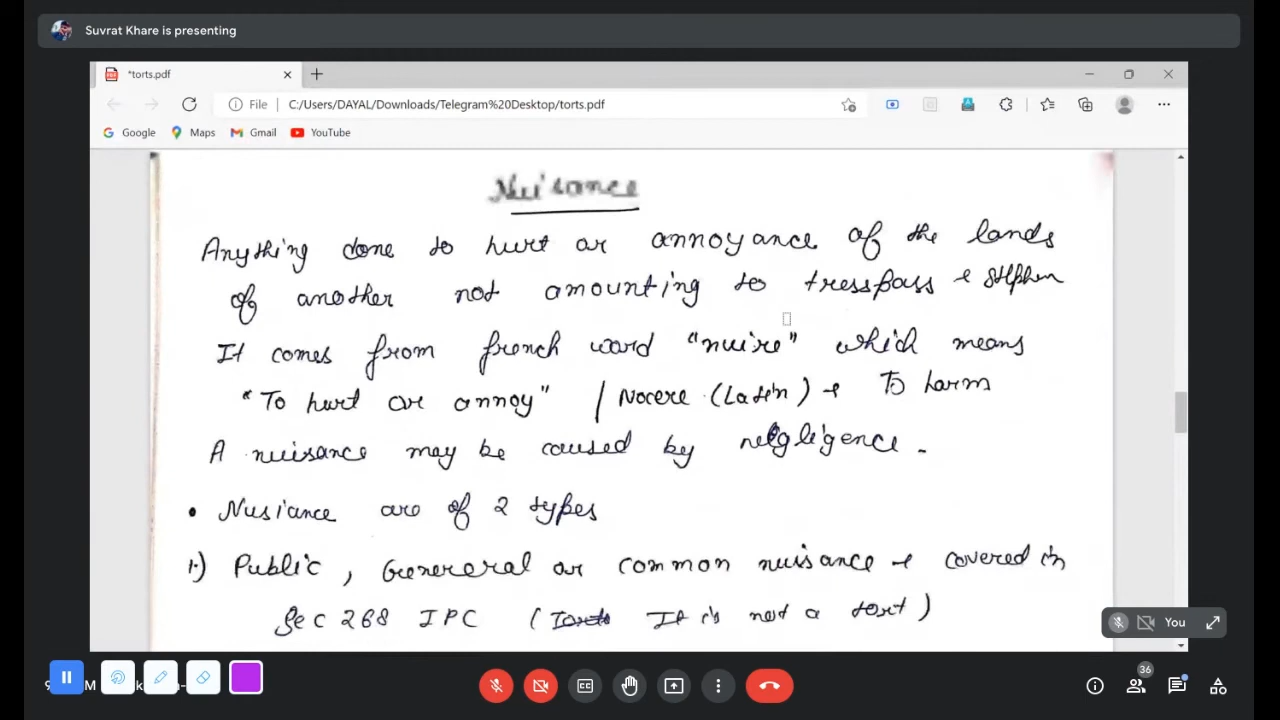 Suvrat Khare is presenting
*torts.pdf
File | C:/Users/DAYAL/Downloads/Telegram%20Desktop/torts.pdf
Google Maps Gmail YouTube
Nuisance
Anything done to hurt or annoyance of the lands
of another not amounting to tresspass → Stephen
It comes from french word "nuire" which means
"To hurt or annoy" / Nocere (Latin) → To harm
A nuisance may be caused by negligence.
• Nusiance are of 2 types
1.) Public, Genereral or common nuisance → covered in
Sec 268 IPC ( It is not a tort)
You
36